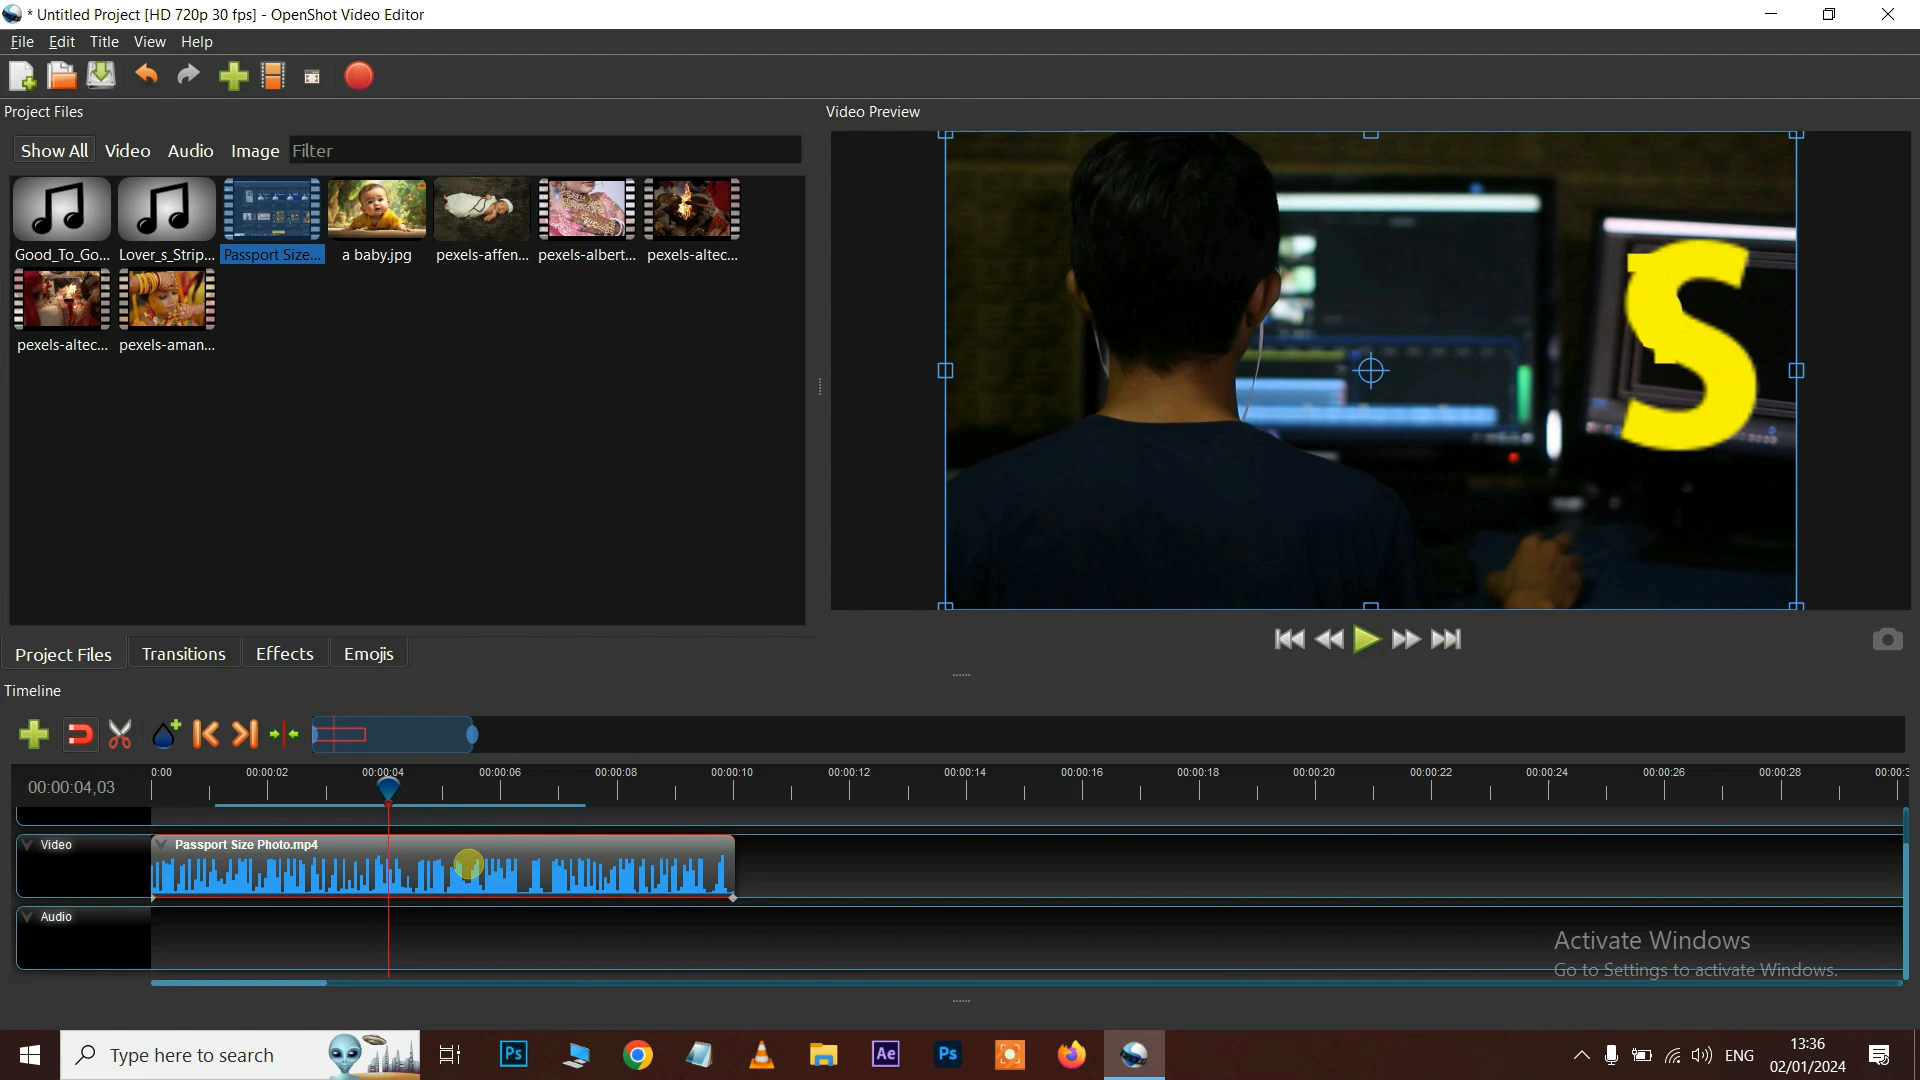 * Untitled Project [HD 720p 30 fps] - OpenShot Video Editor
File Edit Title View Help
Project Files
Video Preview
Show All Video Audio Image Filter
Good_To_Go... Lover_s_Strip... Passport Size... a baby.jpg pexels-affen... pexels-albert... pexels-altec...
pexels-altec... pexels-aman...
S
Project Files Transitions Effects Emojis
Timeline
00:00:04,03
0:00 00:00:02 00:00:04 00:00:06 00:00:08 00:00:10 00:00:12 00:00:14 00:00:16 00:00:18 00:00:20 00:00:22 00:00:24 00:00:26 00:00:28 00:00:3
Video
Passport Size Photo.mp4
Audio
Activate Windows
Go to Settings to activate Windows.
Type here to search
Ps
Ae
Ps
ENG
13:36
02/01/2024